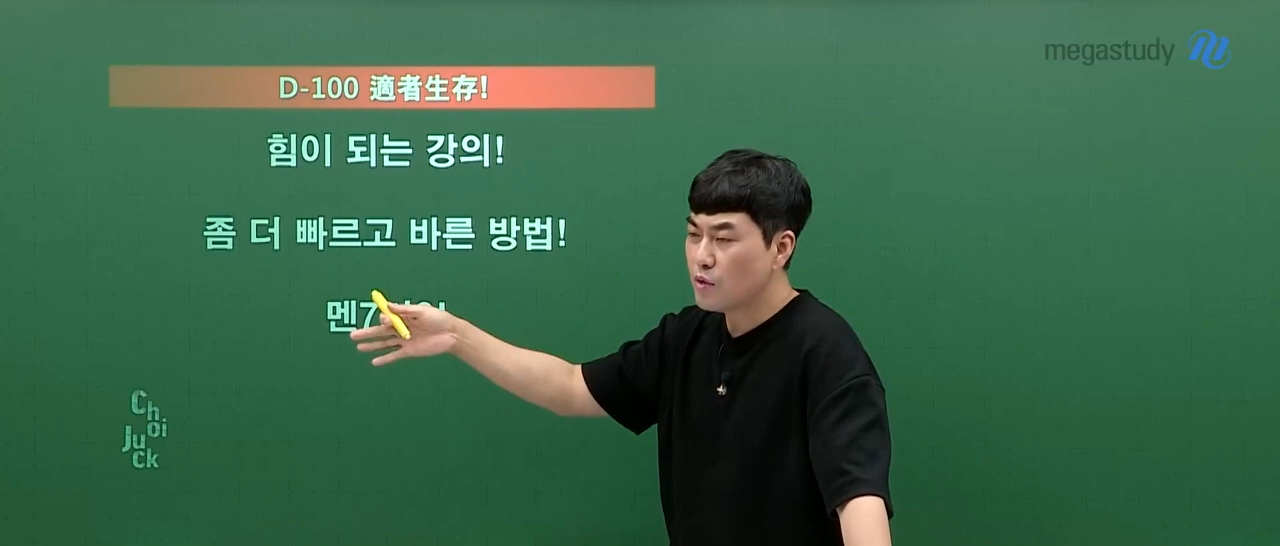 megastudy
D-100 適者生存!
힘이 되는 강의!
좀 더 빠르고 바른 방법!
Choi
Juck